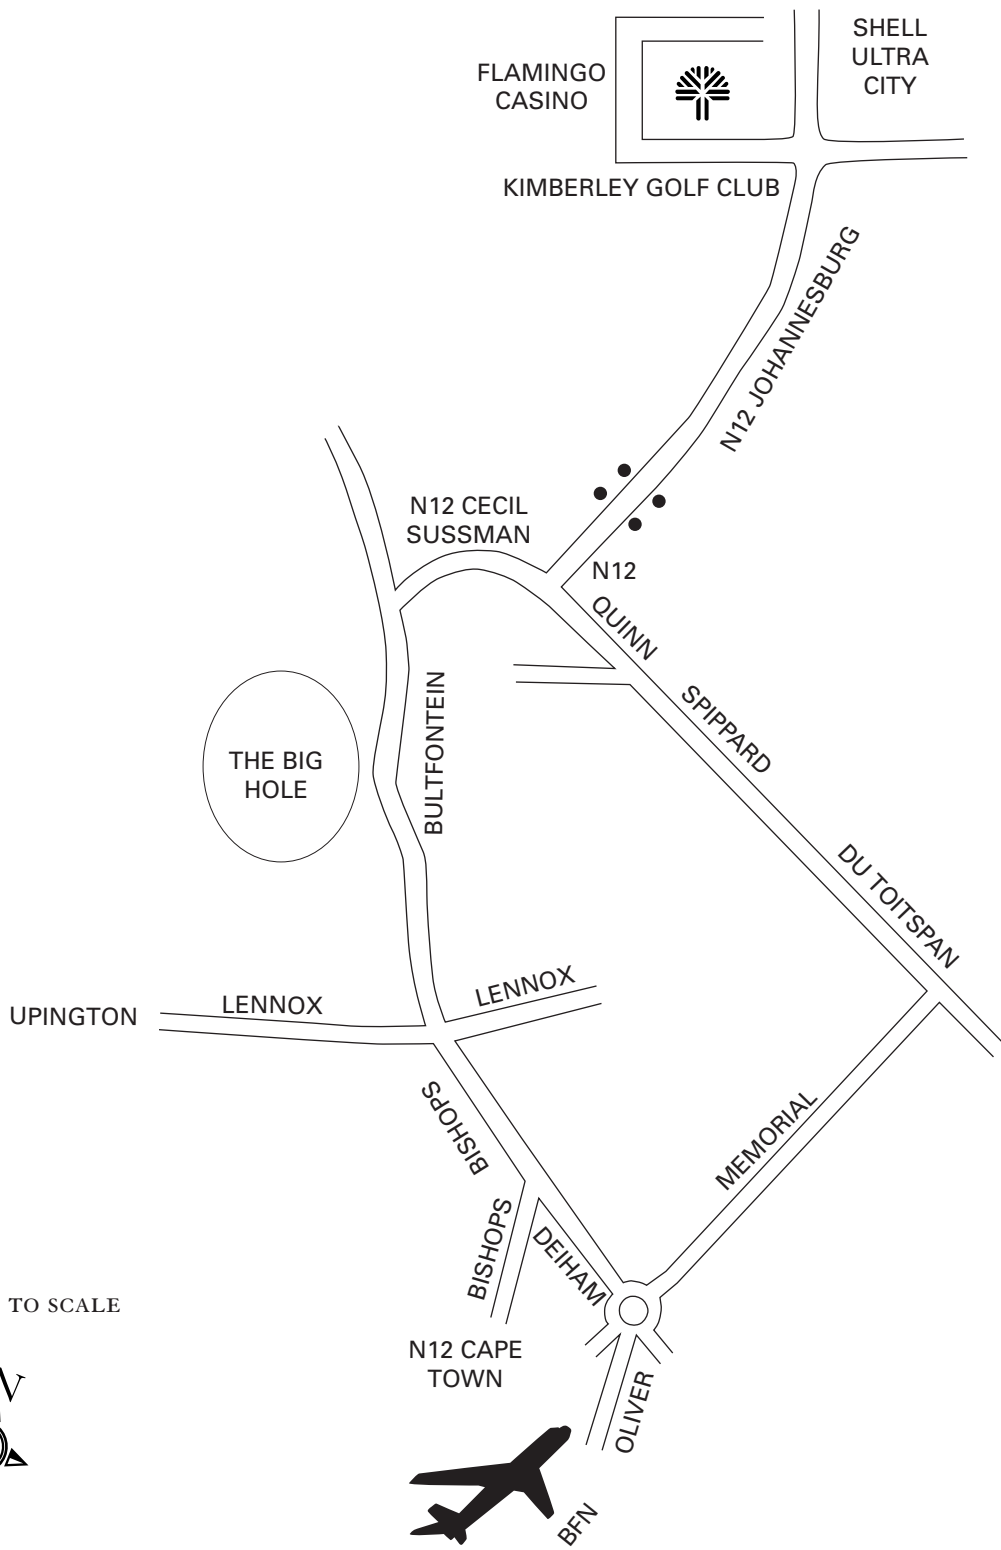 SHELL
ULTRA
CITY
FLAMINGO
CASINO
KIMBERLEY GOLF CLUB
N12 JOHANNESBURG
N12 CECIL
SUSSMAN
N12
QUINN
SPIPPARD
BULTFONTEIN
THE BIG
HOLE
DU TOITSPAN
LENNOX
LENNOX
UPINGTON
BISHOPS
MEMORIAL
BISHOPS
DEIHAM
TO SCALE
N12 CAPE
TOWN
OLIVER
N
BFN